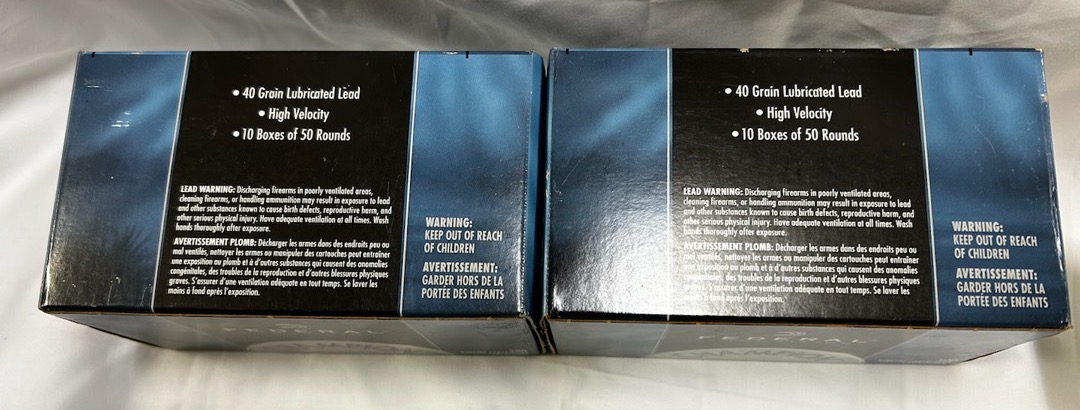 • 40 Grain Lubricated Lead
• High Velocity
• 10 Boxes of 50 Rounds
LEAD WARNING: Discharging firearms in poorly ventilated areas,
cleaning firearms, or handling ammunition may result in exposure to lead
and other substances known to cause birth defects, reproductive harm, and
other serious physical injury. Have adequate ventilation at all times. Wash
hands thoroughly after exposure.
AVERTISSEMENT PLOMB: Décharger les armes dans des endroits peu ou
mal ventilés, nettoyer les armes ou manipuler des cartouches peut entraîner
une exposition au plomb et à d'autres substances qui causent des anomalies
congénitales, des troubles de la reproduction et d'autres blessures physiques
graves. S'assurer d'une ventilation adéquate en tout temps. Se laver les
mains à fond après l'exposition.
WARNING:
KEEP OUT OF REACH
OF CHILDREN
AVERTISSEMENT:
GARDER HORS DE LA
PORTÉE DES ENFANTS
FEDERAL
• 40 Grain Lubricated Lead
• High Velocity
• 10 Boxes of 50 Rounds
LEAD WARNING: Discharging firearms in poorly ventilated areas,
cleaning firearms, or handling ammunition may result in exposure to lead
and other substances known to cause birth defects, reproductive harm, and
other serious physical injury. Have adequate ventilation at all times. Wash
hands thoroughly after exposure.
AVERTISSEMENT PLOMB: Décharger les armes dans des endroits peu ou
mal ventilés, nettoyer les armes ou manipuler des cartouches peut entraîner
une exposition au plomb et à d'autres substances qui causent des anomalies
congénitales, des troubles de la reproduction et d'autres blessures physiques
graves. S'assurer d'une ventilation adéquate en tout temps. Se laver les
mains à fond après l'exposition.
WARNING:
KEEP OUT OF REACH
OF CHILDREN
AVERTISSEMENT:
GARDER HORS DE LA
PORTÉE DES ENFANTS
FEDERAL